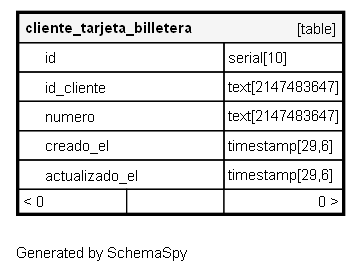 cliente_tarjeta_billetera [table]
id serial[10]
id_cliente text[2147483647]
numero text[2147483647]
creado_el timestamp[29,6]
actualizado_el timestamp[29,6]
< 0 0 >
Generated by SchemaSpy